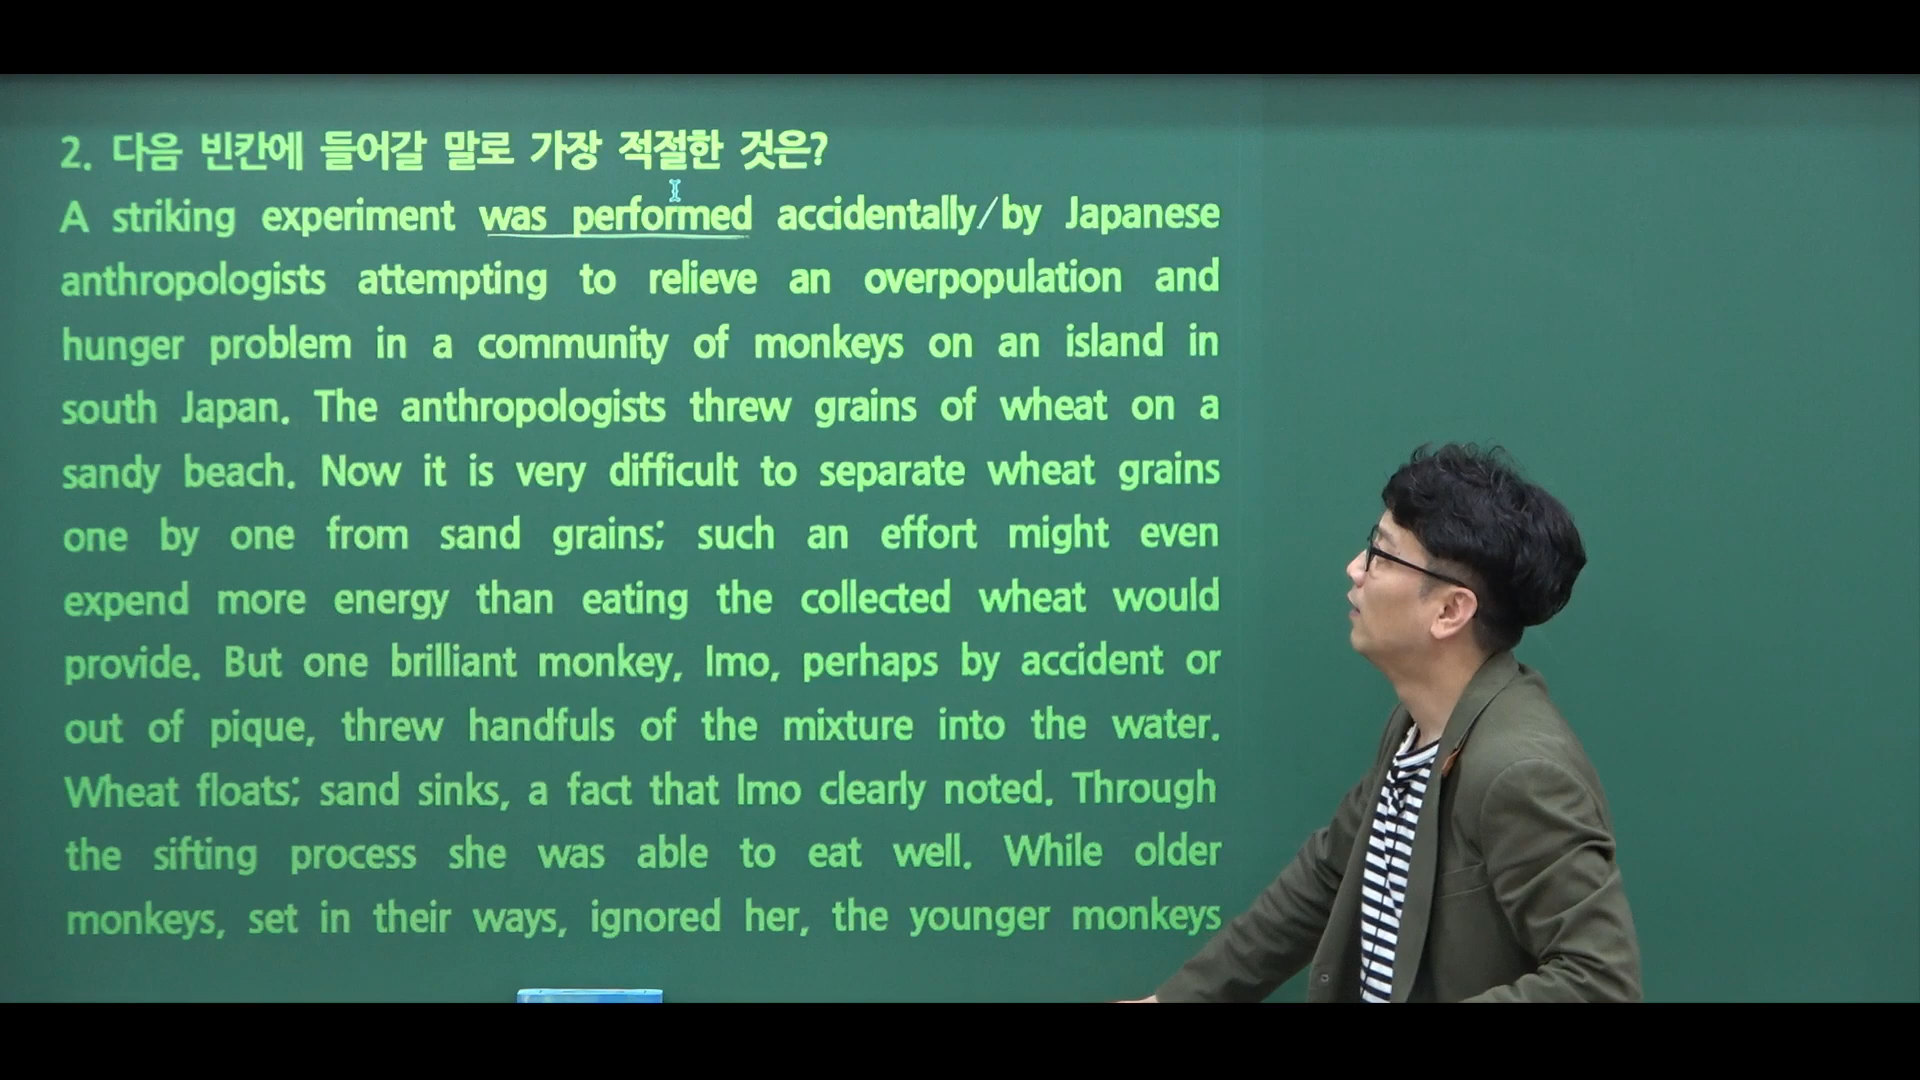 2. 다음 빈칸에 들어갈 말로 가장 적절한 것은?
A striking experiment was performed accidentally/by Japanese
anthropologists attempting to relieve an overpopulation and
hunger problem in a community of monkeys on an island in
south Japan. The anthropologists threw grains of wheat on a
sandy beach. Now it is very difficult to separate wheat grains
one by one from sand grains; such an effort might even
expend more energy than eating the collected wheat would
provide. But one brilliant monkey, Imo, perhaps by accident or
out of pique, threw handfuls of the mixture into the water.
Wheat floats; sand sinks, a fact that Imo clearly noted. Through
the sifting process she was able to eat well. While older
monkeys, set in their ways, ignored her, the younger monkeys